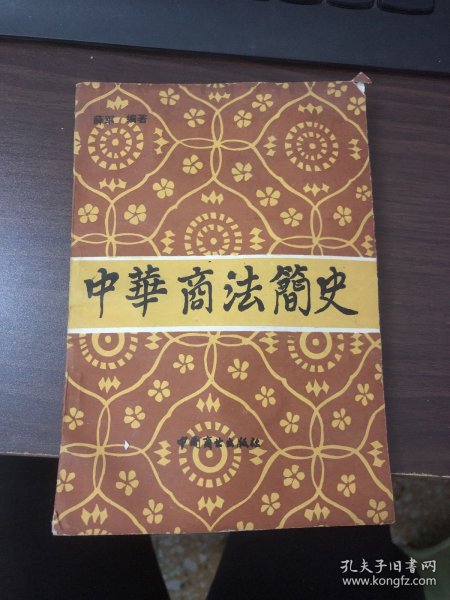 薛荣 编著
中華商法簡史
中国商业出版社
孔夫子旧书网
www.kongfz.com